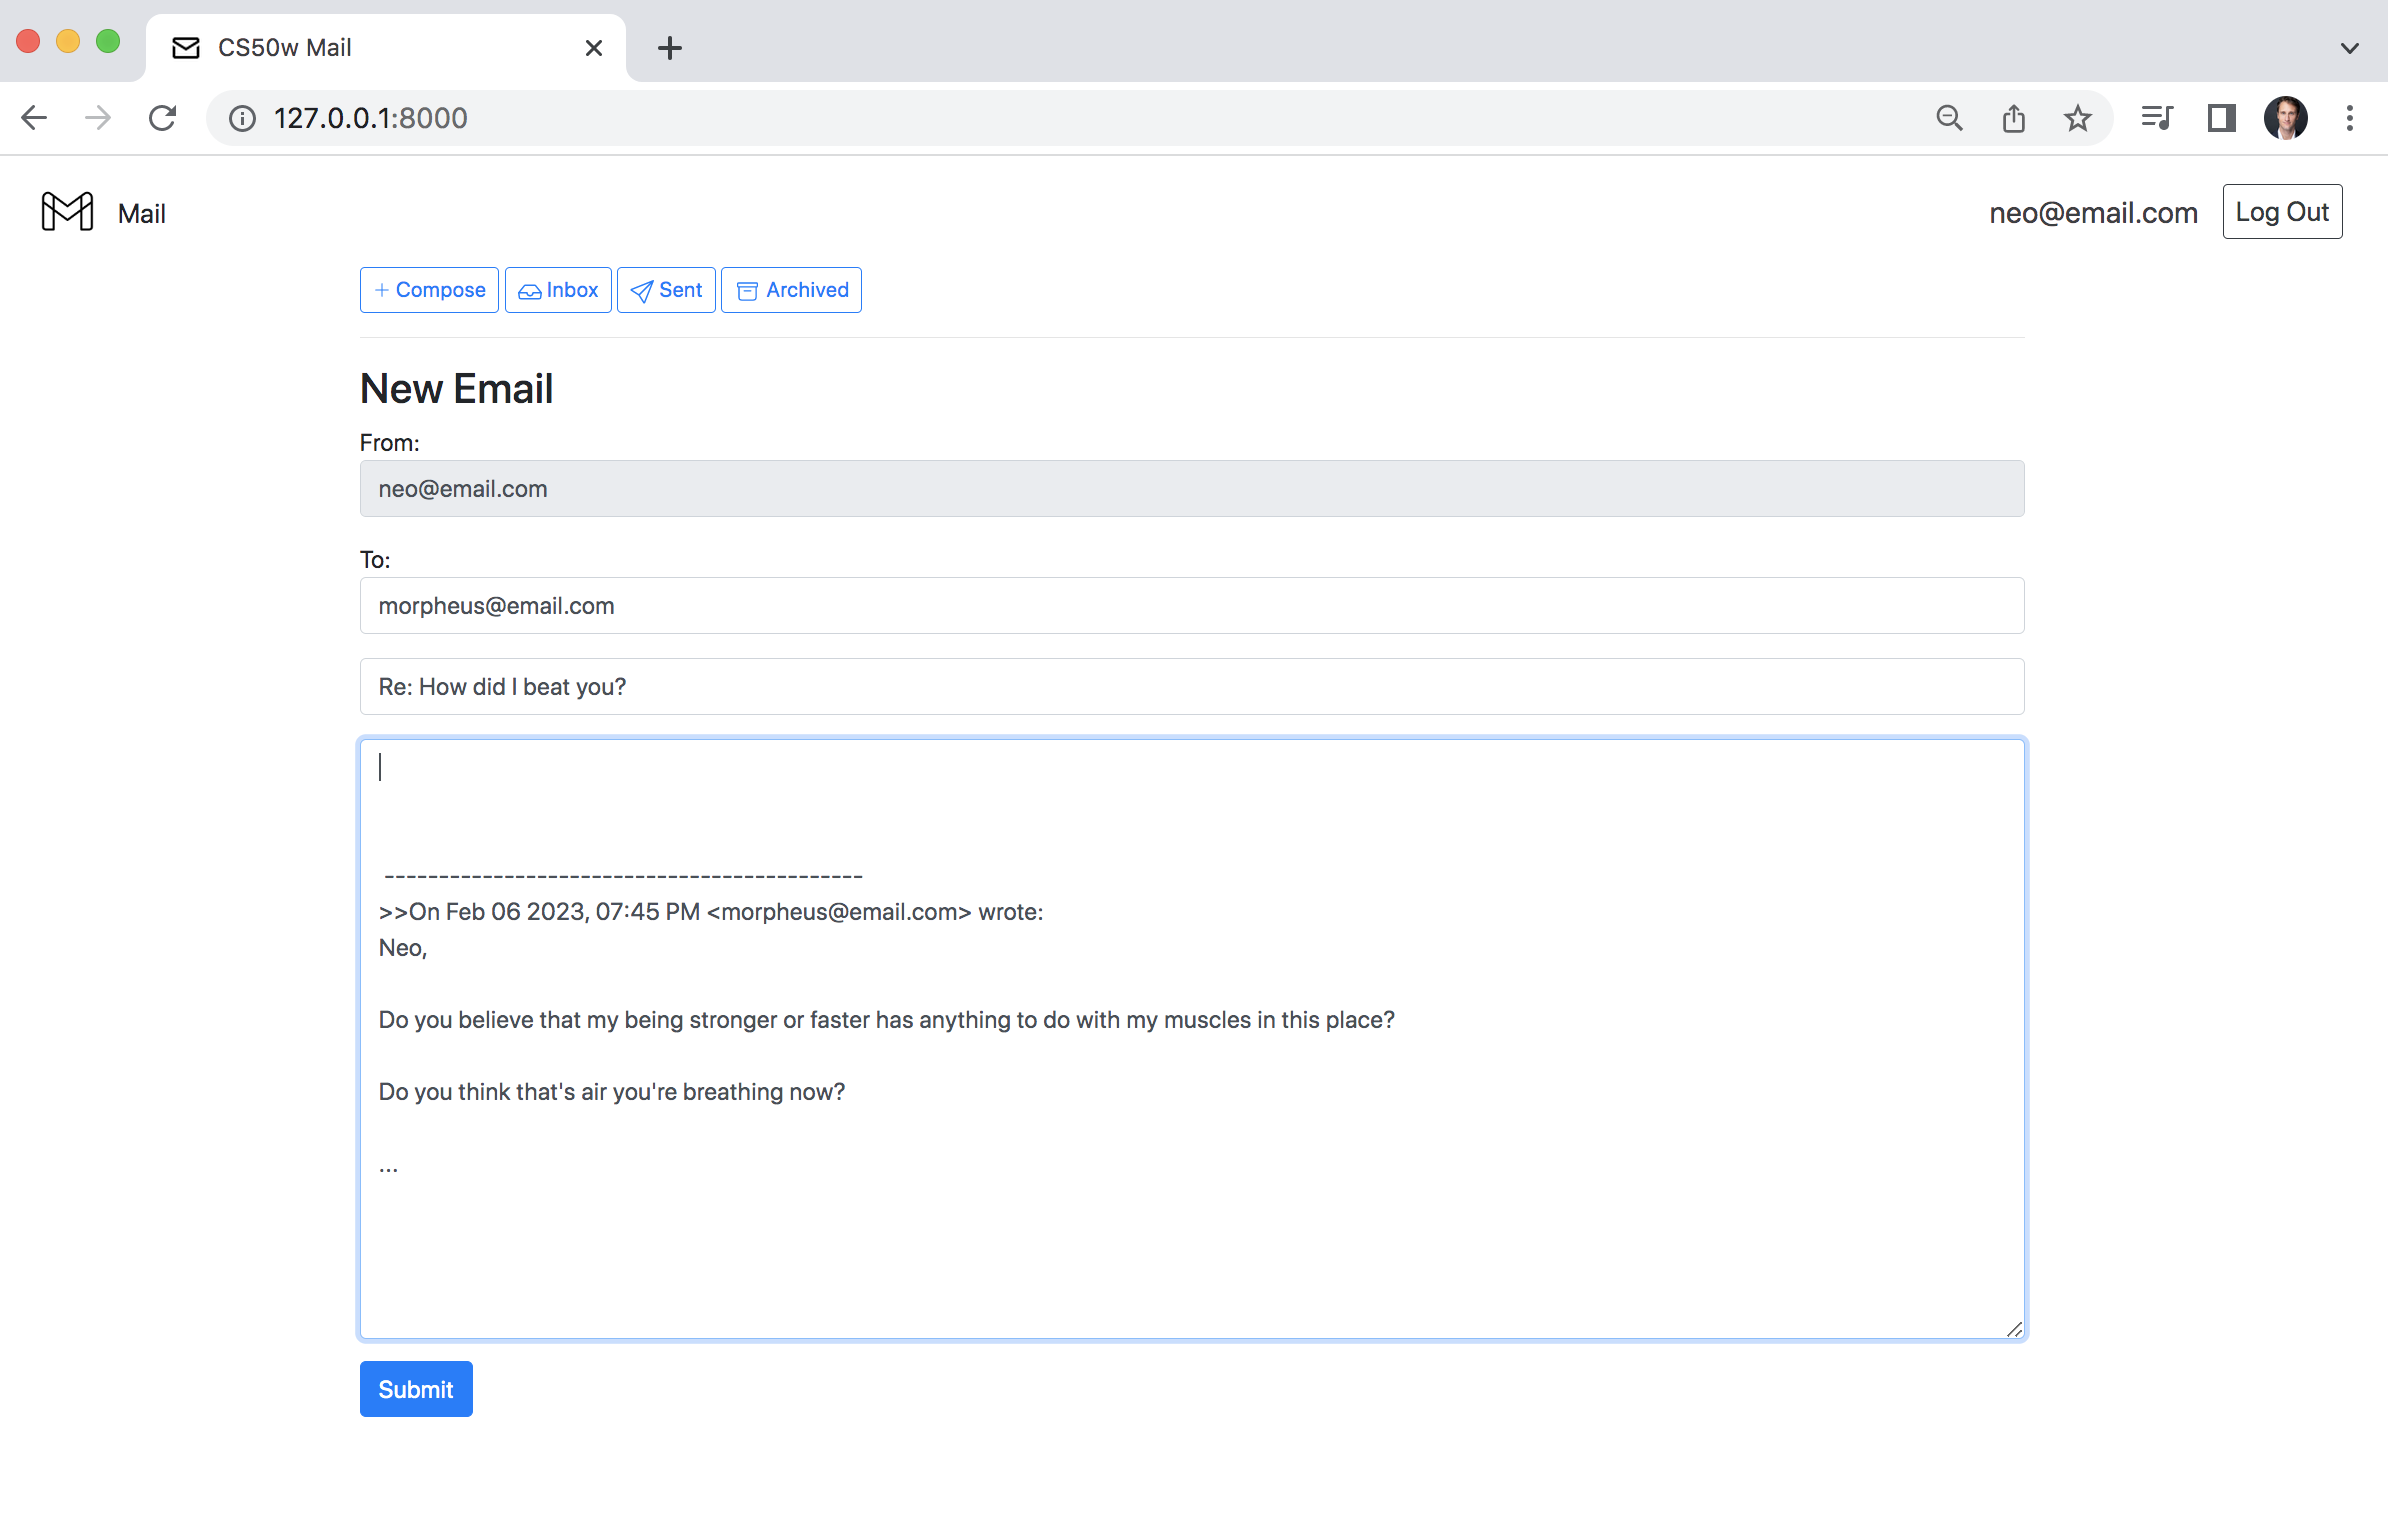 CS50w Mail
127.0.0.1:8000
Mail
neo@email.com
Log Out
+ Compose Inbox Sent Archived
New Email
From:
neo@email.com
To:
morpheus@email.com
Re: How did I beat you?
--------------------------------------------
>>On Feb 06 2023, 07:45 PM <morpheus@email.com> wrote:
Neo,
Do you believe that my being stronger or faster has anything to do with my muscles in this place?
Do you think that's air you're breathing now?
...
Submit